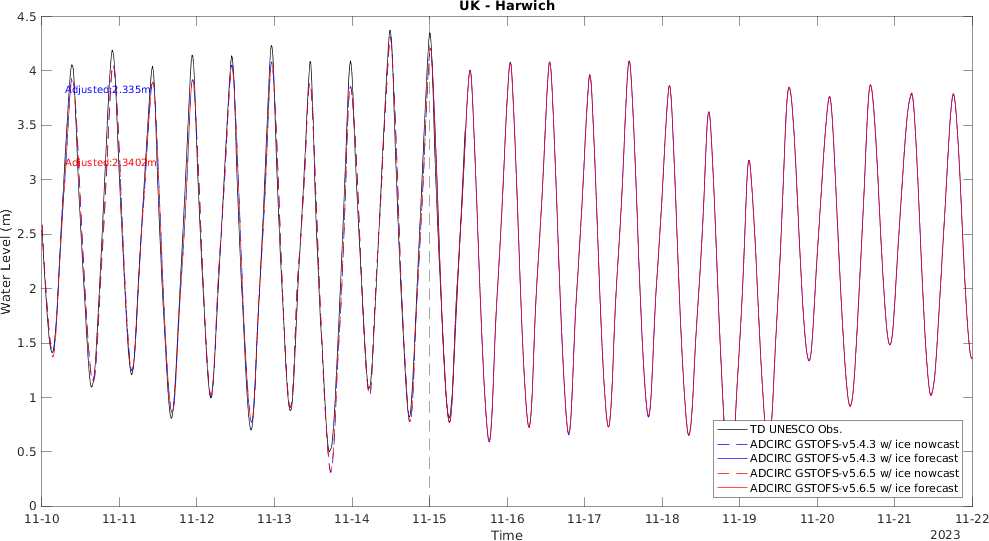 UK - Harwich
4.5
4
3.5
3
2.5
2
1.5
1
0.5
0
Water Level (m)
Adjusted:2.335m
Adjusted:2.3402m
TD UNESCO Obs.
ADCIRC GSTOFS-v5.4.3 w/ ice nowcast
ADCIRC GSTOFS-v5.4.3 w/ ice forecast
ADCIRC GSTOFS-v5.6.5 w/ ice nowcast
ADCIRC GSTOFS-v5.6.5 w/ ice forecast
11-10 11-11 11-12 11-13 11-14 11-15 11-16 11-17 11-18 11-19 11-20 11-21 11-22
Time
2023